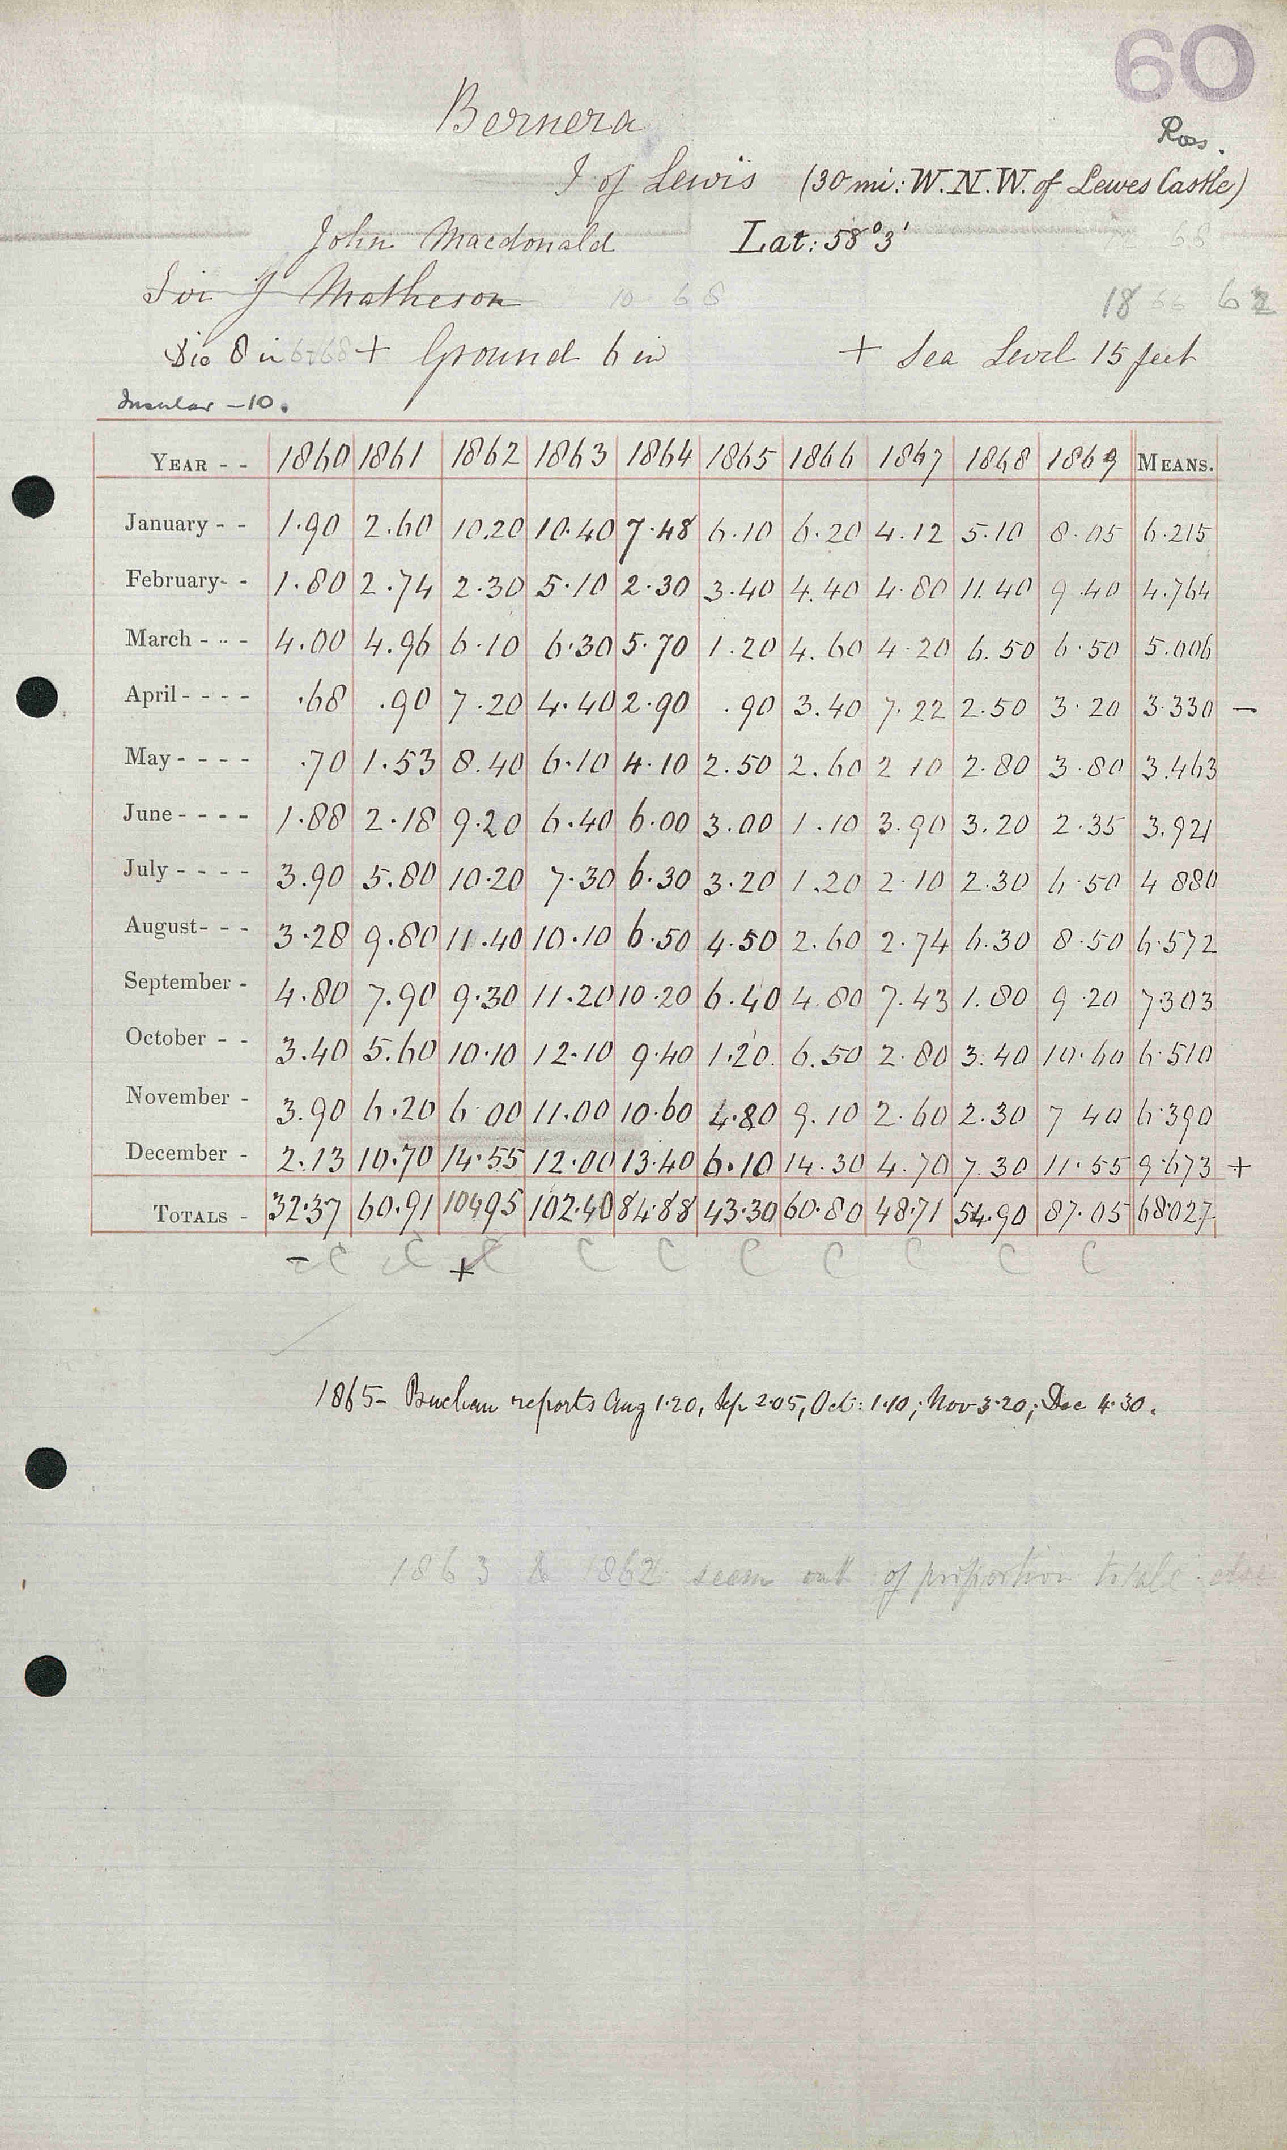 60
Ross.
Bernera
I of Lewis (30 mi: W.N.W. of Lewes Castle)
John Macdonald Lat: 58° 3'
Sir J Matheson
Dia 8 in + Ground 6 in + Sea Level 15 feet
Insular - 10.
YEAR - - 1860 1861 1862 1863 1864 1865 1866 1867 1868 1869 MEANS.
January - - 1.90 2.60 10.20 10.40 7.48 6.10 6.20 4.12 5.10 8.05 6.215
February- - 1.80 2.74 2.30 5.10 2.30 3.40 4.40 4.80 11.40 9.40 4.764
March - - - 4.00 4.96 6.10 6.30 5.70 1.20 4.60 4.20 6.50 6.50 5.006
April - - - - .68 .90 7.20 4.40 2.90 .90 3.40 7.22 2.50 3.20 3.330 -
May - - - - .70 1.53 8.40 6.10 4.10 2.50 2.60 2 10 2.80 3.80 3.463
June - - - - 1.88 2.18 9.20 6.40 6.00 3.00 1.10 3.90 3.20 2.35 3.921
July - - - - 3.90 5.80 10.20 7.30 6.30 3.20 1.20 2.10 2.30 6.50 4 880
August- - - 3.28 9.80 11.40 10.10 6.50 4.50 2.60 2.74 6.30 8.50 6.572
September - 4.80 7.90 9.30 11.20 10.20 6.40 4.80 7.43 1.80 9.20 7.303
October - - 3.40 5.60 10.10 12.10 9.40 1.20 6.50 2.80 3.40 10.60 6.510
November - 3.90 6.20 6.00 11.00 10.60 4.80 9.10 2.60 2.30 7 40 6.390
December - 2.13 10.70 14.55 12.00 13.40 6.10 14.30 4.70 7.30 11.55 9.673 +
TOTALS - 32.37 60.91 104.95 102.40 84.88 43.30 60.80 48.71 54.90 87.05 68.027
- C C + C C C C C C C C
1865- Buchan reports Aug 1.20, Sep 2.05, Oct: 1.10; Nov 3.20; Dec 4.30.
1863 & 1862 seem out of proportion